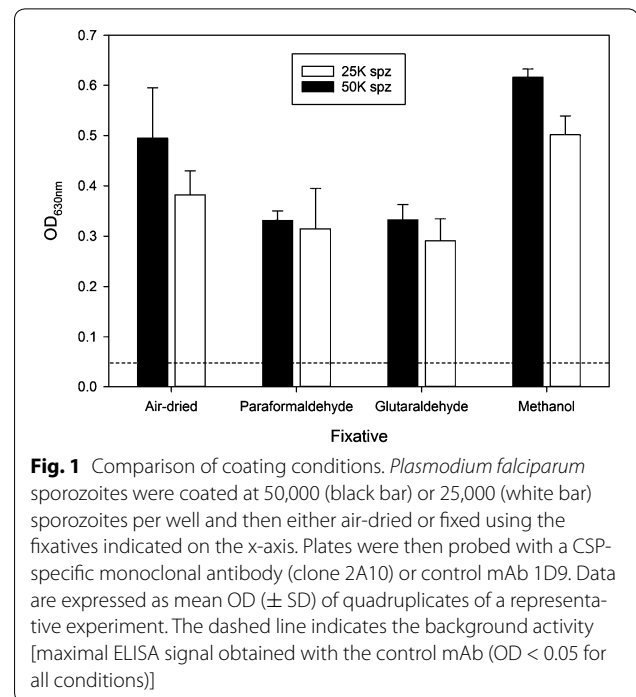 0.7
0.6
0.5
0.4
0.3
0.2
0.1
0.0
OD630nm
25K spz
50K spz
Air-dried Paraformaldehyde Glutaraldehyde Methanol
Fixative
Fig. 1 Comparison of coating conditions. Plasmodium falciparum
sporozoites were coated at 50,000 (black bar) or 25,000 (white bar)
sporozoites per well and then either air-dried or fixed using the
fixatives indicated on the x-axis. Plates were then probed with a CSP-
specific monoclonal antibody (clone 2A10) or control mAb 1D9. Data
are expressed as mean OD (± SD) of quadruplicates of a representa-
tive experiment. The dashed line indicates the background activity
[maximal ELISA signal obtained with the control mAb (OD < 0.05 for
all conditions)]